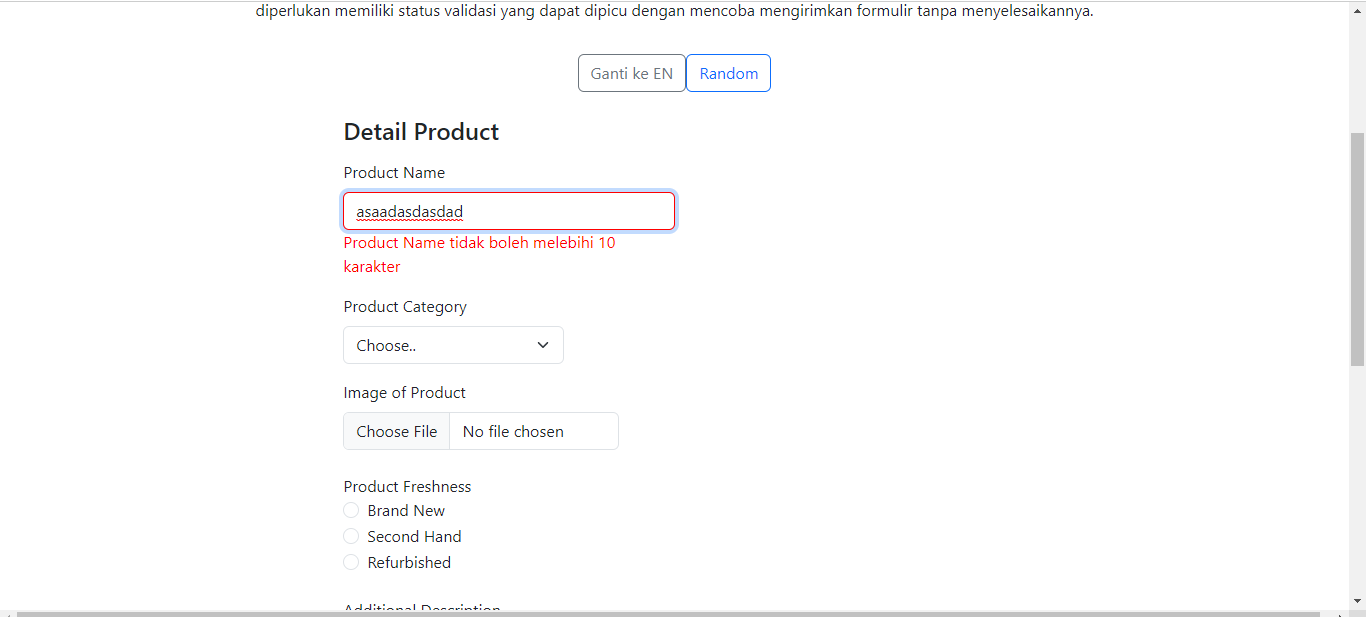 diperlukan memiliki status validasi yang dapat dipicu dengan mencoba mengirimkan formulir tanpa menyelesaikannya.
Ganti ke EN Random
Detail Product
Product Name
asaadasdasdad
Product Name tidak boleh melebihi 10
karakter
Product Category
Choose..
Image of Product
Choose File No file chosen
Product Freshness
Brand New
Second Hand
Refurbished
Additional Description